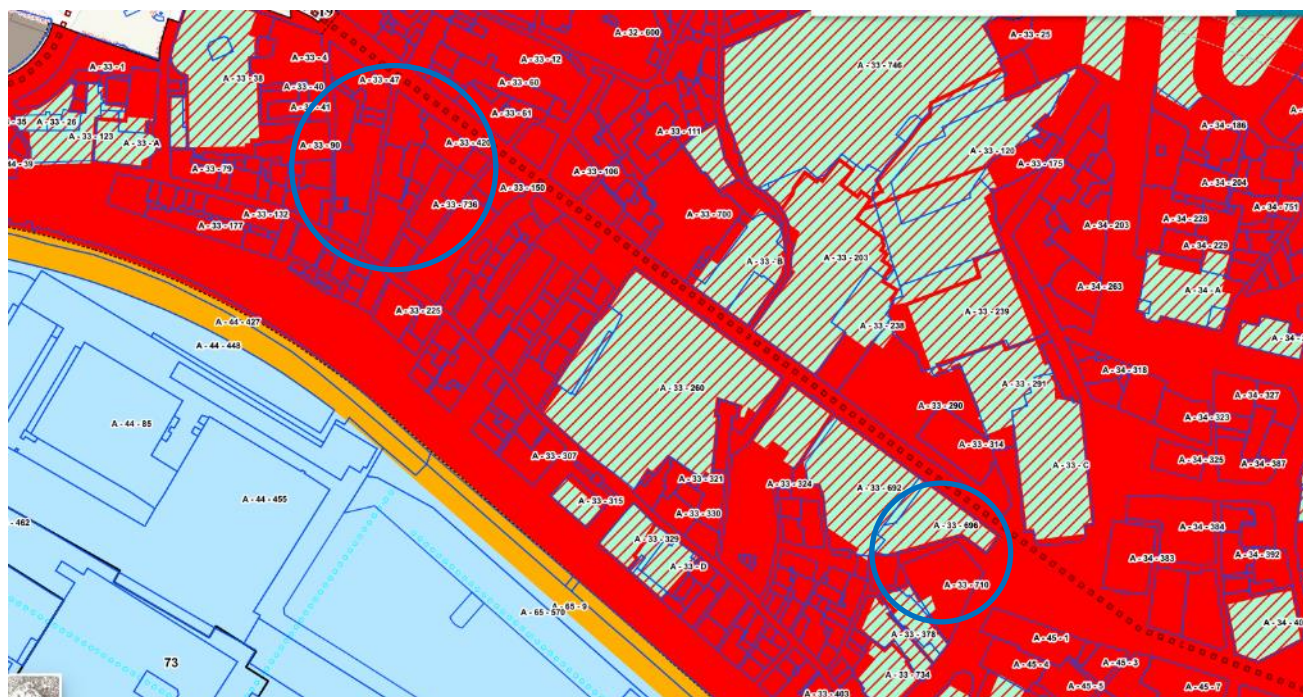 A - 32 - 600
A - 33 - 25
A - 33 - 4
A - 33 - 12
A - 33 - 1
A - 33 - 38
A - 33 - 47
A - 33 - 60
A - 33 - 746
A - 33 - 40
A - 33 - 61
A - 33 - 26
A - 33 - 123
A - 33 - A
A - 33 - 90
A - 33 - 420
A - 33 - 111
A - 33 - 120
A - 34 - 186
A - 33 - 175
A - 33 - 79
A - 33 - 106
A - 34 - 204
A - 33 - 150
A - 33 - 736
A - 34 - 751
A - 33 - 132
A - 33 - 177
A - 33 - 700
A - 34 - 203
A - 34 - 228
A - 34 - 229
A - 33 - B
A - 33 - 203
A - 34 - 263
A - 34 - A
A - 33 - 225
A - 33 - 239
A - 44 - 427
A - 33 - 238
A - 44 - 448
A - 34 - 318
A - 33 - 260
A - 33 - 291
A - 34 - 327
A - 33 - 290
A - 34 - 323
A - 44 - 85
A - 33 - 314
A - 33 - 307
A - 34 - 325
A - 34 - 387
A - 33 - C
A - 33 - 321
A - 33 - 324
A - 33 - 692
A - 44 - 455
A - 33 - 315
A - 33 - 330
- 462
A - 33 - 696
A - 34 - 384
A - 33 - 329
A - 34 - 392
A - 34 - 383
A - 33 - D
A - 33 - 710
A - 65 - 9
A - 65 - 570
A - 33 - 378
A - 45 - 1
73
A - 33 - 734
A - 45 - 4
A - 45 - 3
A - 45 - 5
A - 45 - 7
A - 33 - 403